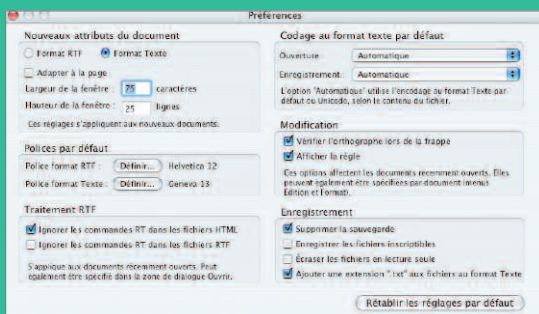 Préférences
Nouveaux attributs du document
Format RTF Format Texte
Adapter à la page
Largeur de la fenêtre : 75 caractères
Hauteur de la fenêtre : 25 lignes
Ces réglages s'appliquent aux nouveaux documents.
Polices par défaut
Police format RTF : Définir... Helvetica 12
Police format Texte : Définir... Geneva 13
Traitement RTF
Ignorer les commandes RT dans les fichiers HTML
Ignorer les commandes RT dans les fichiers RTF
S'applique aux documents récemment ouverts. Peut
également être spécifié dans la zone de dialogue Ouvrir.
Codage au format texte par défaut
Ouverture : Automatique
Enregistrement : Automatique
L'option "Automatique" utilise l'encodage au format Texte par
défaut ou Unicode, selon le contenu du fichier.
Modification
Vérifier l'orthographe lors de la frappe
Afficher la règle
Ces options affectent les documents récemment ouverts. Elles
peuvent également être spécifiées par document (menus
Edition et Format).
Enregistrement
Supprimer la sauvegarde
Enregistrer les fichiers inscriptibles
Écraser les fichiers en lecture seule
Ajouter une extension ".txt" aux fichiers au format Texte
Rétablir les réglages par défaut